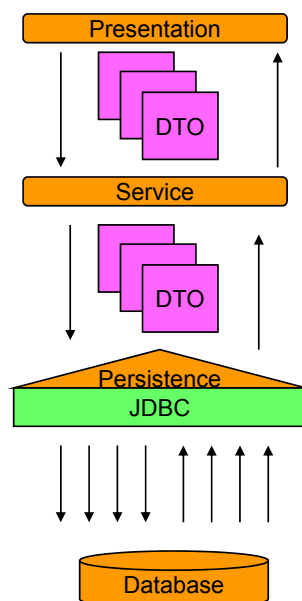 Presentation
DTO
Service
DTO
Persistence
JDBC
Database